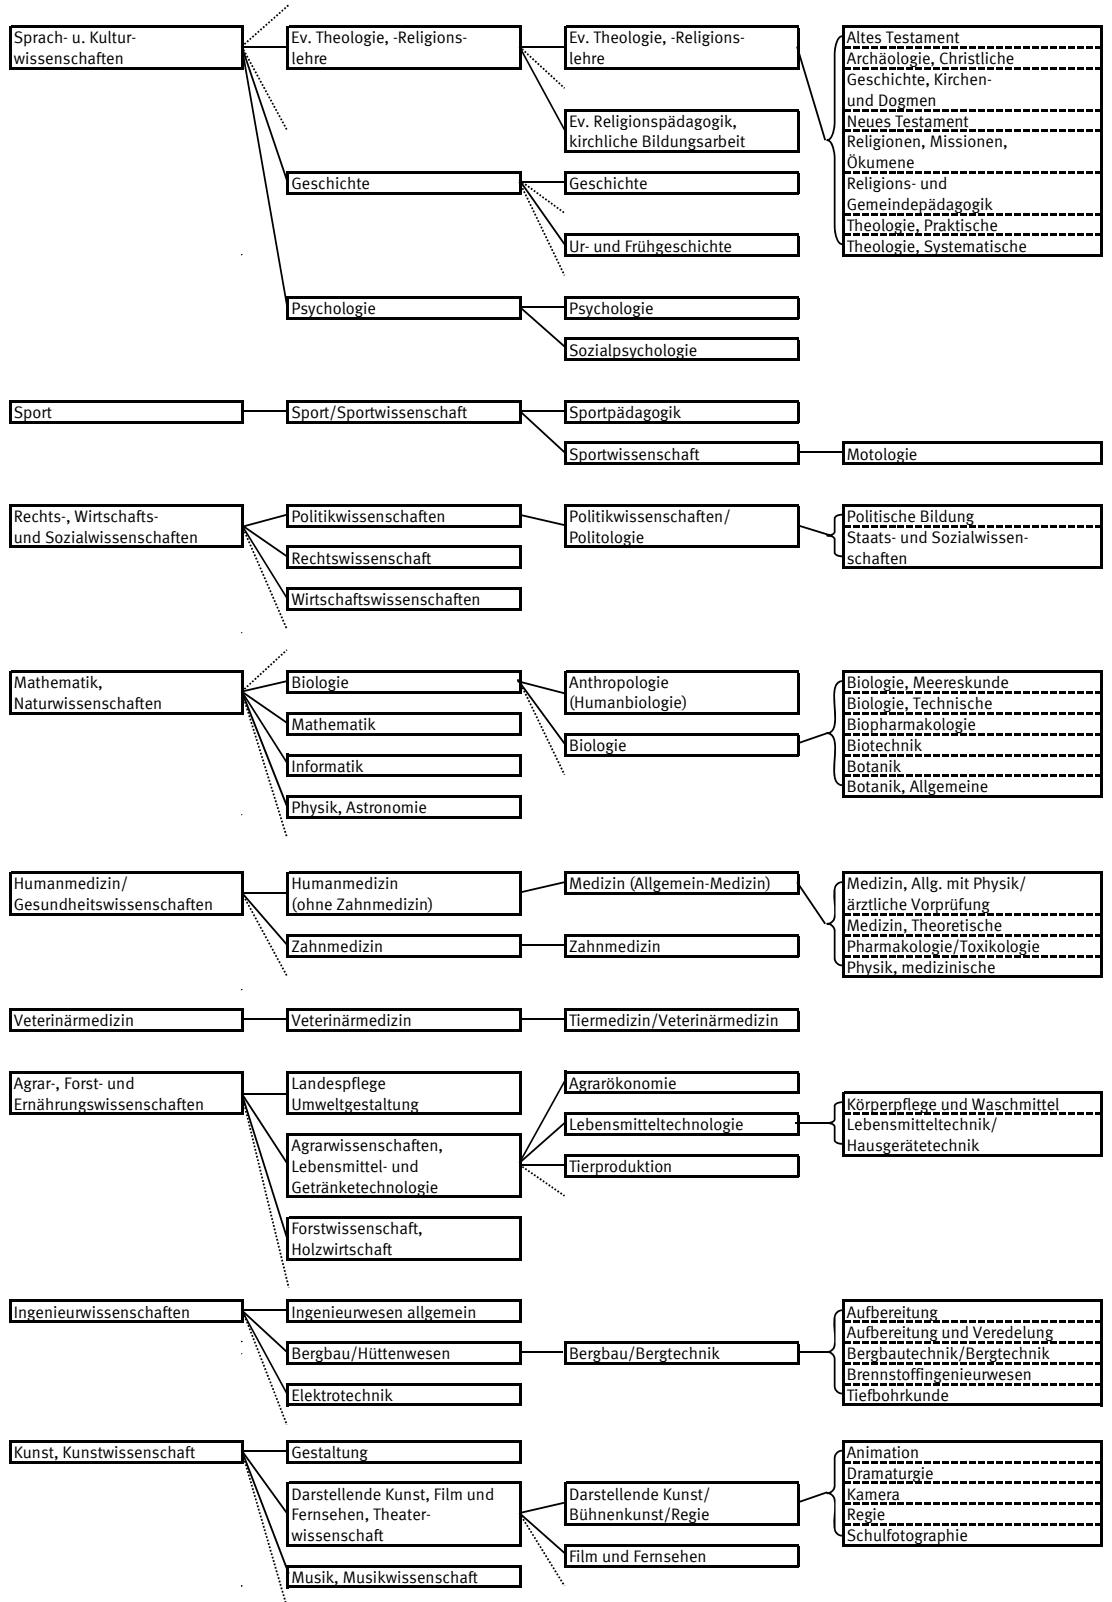 Sprach- u. Kultur-
wissenschaften
Ev. Theologie, -Religions-
lehre
Ev. Theologie, -Religions-
lehre
Altes Testament
Archäologie, Christliche
Geschichte, Kirchen-
und Dogmen
Neues Testament
Religionen, Missionen,
Ökumene
Religions- und
Gemeindepädagogik
Theologie, Praktische
Theologie, Systematische
Ev. Religionspädagogik,
kirchliche Bildungsarbeit
Geschichte
Geschichte
Ur- und Frühgeschichte
Psychologie
Psychologie
Sozialpsychologie
Sport
Sport/Sportwissenschaft
Sportpädagogik
Sportwissenschaft
Motologie
Rechts-, Wirtschafts-
und Sozialwissenschaften
Politikwissenschaften
Politikwissenschaften/
Politologie
Politische Bildung
Staats- und Sozialwissen-
schaften
Rechtswissenschaft
Wirtschaftswissenschaften
Mathematik,
Naturwissenschaften
Biologie
Anthropologie
(Humanbiologie)
Biologie
Biologie, Meereskunde
Biologie, Technische
Biopharmakologie
Biotechnik
Botanik
Botanik, Allgemeine
Mathematik
Informatik
Physik, Astronomie
Humanmedizin/
Gesundheitswissenschaften
Humanmedizin
(ohne Zahnmedizin)
Medizin (Allgemein-Medizin)
Medizin, Allg. mit Physik/
ärztliche Vorprüfung
Medizin, Theoretische
Pharmakologie/Toxikologie
Physik, medizinische
Zahnmedizin
Zahnmedizin
Veterinärmedizin
Veterinärmedizin
Tiermedizin/Veterinärmedizin
Agrar-, Forst- und
Ernährungswissenschaften
Landespflege
Umweltgestaltung
Agrarwissenschaften,
Lebensmittel- und
Getränketechnologie
Agrarökonomie
Lebensmitteltechnologie
Tierproduktion
Körperpflege und Waschmittel
Lebensmitteltechnik/
Hausgerätetechnik
Forstwissenschaft,
Holzwirtschaft
Ingenieurwissenschaften
Ingenieurwesen allgemein
Bergbau/Hüttenwesen
Bergbau/Bergtechnik
Aufbereitung
Aufbereitung und Veredelung
Bergbautechnik/Bergtechnik
Brennstoffingenieurwesen
Tiefbohrkunde
Elektrotechnik
Kunst, Kunstwissenschaft
Gestaltung
Darstellende Kunst, Film und
Fernsehen, Theater-
wissenschaft
Darstellende Kunst/
Bühnenkunst/Regie
Animation
Dramaturgie
Kamera
Regie
Schulfotographie
Film und Fernsehen
Musik, Musikwissenschaft